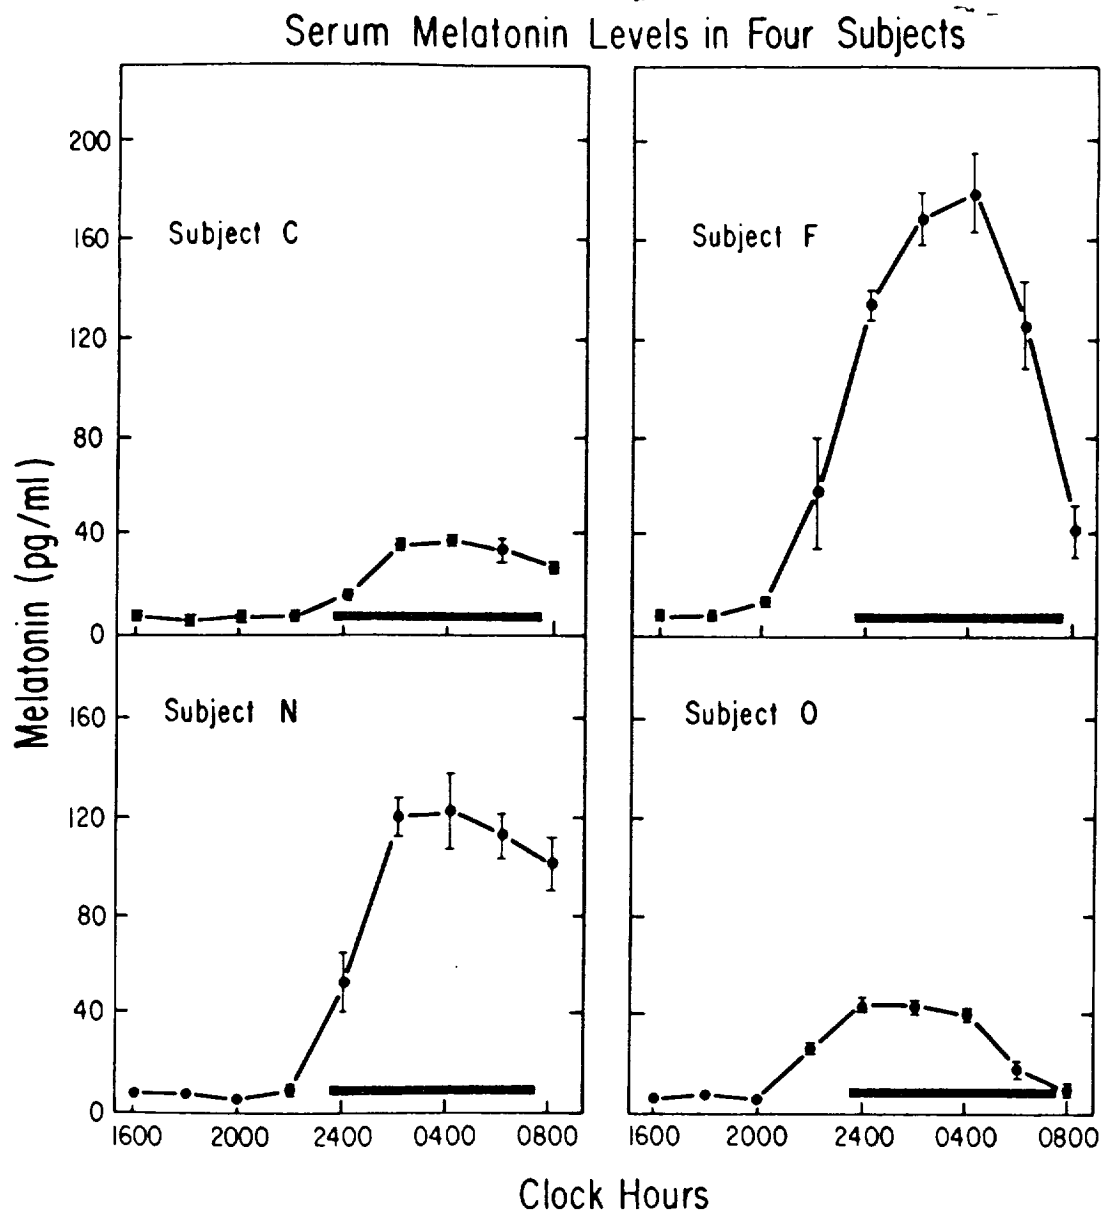 Serum Melatonin Levels in Four Subjects
Melatonin (pg/ml)
200
160
120
80
40
0
Subject C
Subject F
160
120
80
40
0
Subject N
Subject O
1600 2000 2400 0400 0800
1600 2000 2400 0400 0800
Clock Hours